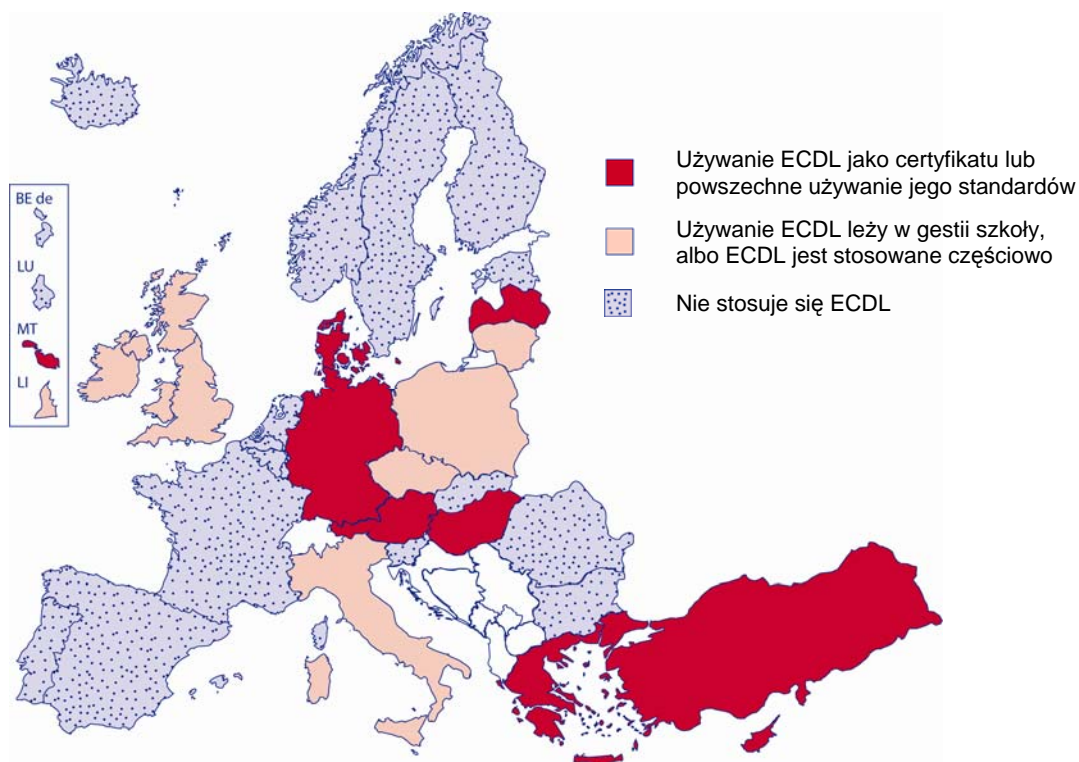 Używanie ECDL jako certyfikatu lub
powszechne używanie jego standárdów
Używanie ECDL leży w gestii szkoły,
albo ECDL jest stosowane częściowo
Nie stosuje się ECDL
BE de
LU
MT
LI